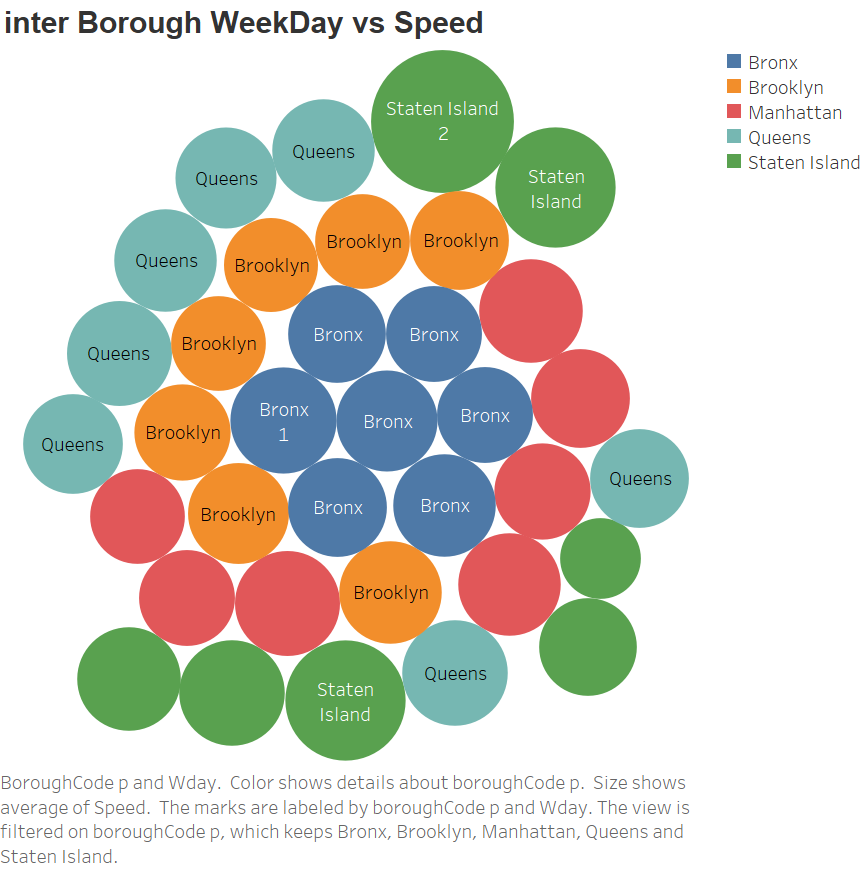 inter Borough WeekDay vs Speed
Bronx
Brooklyn
Manhattan
Queens
Staten Island
Staten Island
2
Queens
Queens
Staten
Island
Brooklyn
Brooklyn
Queens
Brooklyn
Bronx
Bronx
Brooklyn
Queens
Bronx
1
Bronx
Bronx
Brooklyn
Queens
Queens
Bronx
Bronx
Brooklyn
Brooklyn
Queens
Staten
Island
BoroughCode p and Wday. Color shows details about boroughCode p. Size shows
average of Speed. The marks are labeled by boroughCode p and Wday. The view is
filtered on boroughCode p, which keeps Bronx, Brooklyn, Manhattan, Queens and
Staten Island.